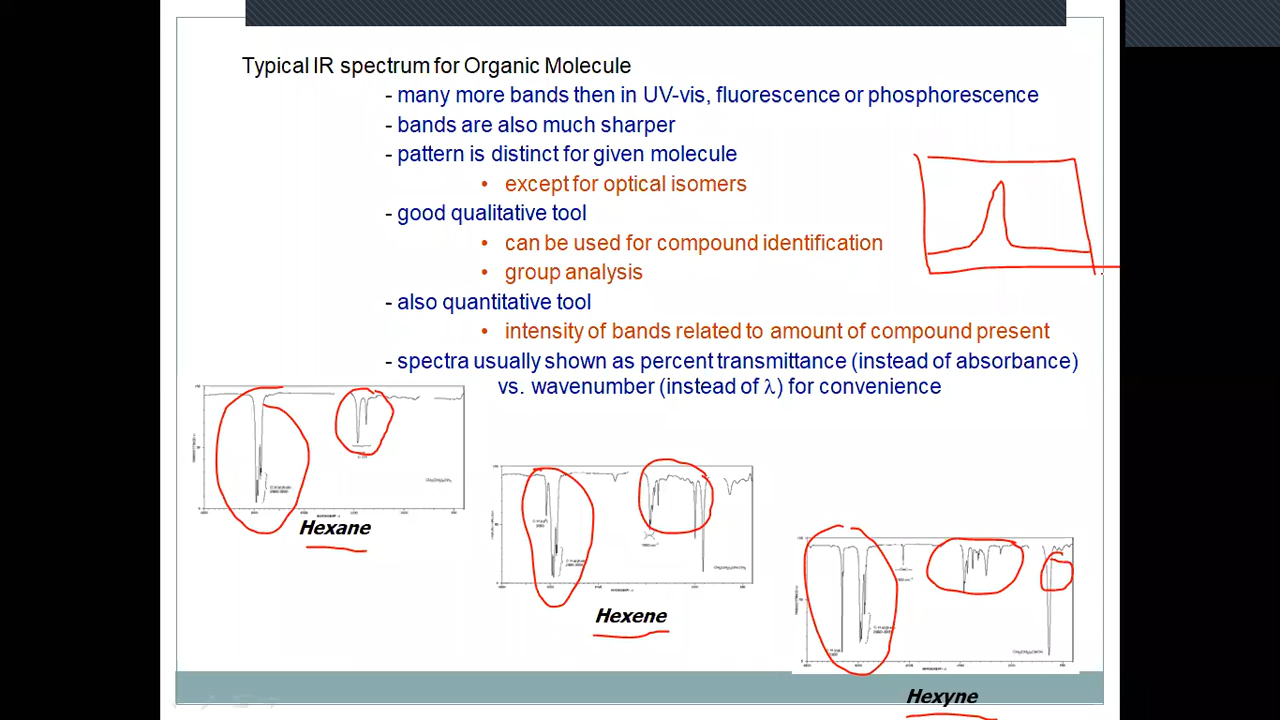 Typical IR spectrum for Organic Molecule
- many more bands then in UV-vis, fluorescence or phosphorescence
- bands are also much sharper
- pattern is distinct for given molecule
• except for optical isomers
- good qualitative tool
• can be used for compound identification
• group analysis
- also quantitative tool
• intensity of bands related to amount of compound present
- spectra usually shown as percent transmittance (instead of absorbance)
vs. wavenumber (instead of λ) for convenience
Hexane
Hexene
Hexyne